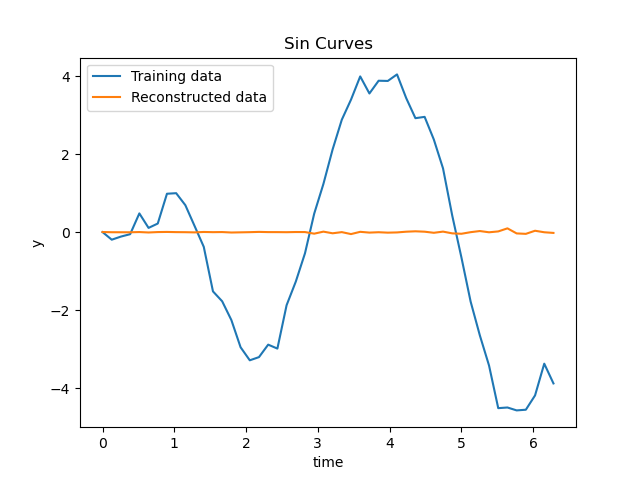 Sin Curves
Training data
Reconstructed data
y
4
2
0
−2
−4
0 1 2 3 4 5 6
time